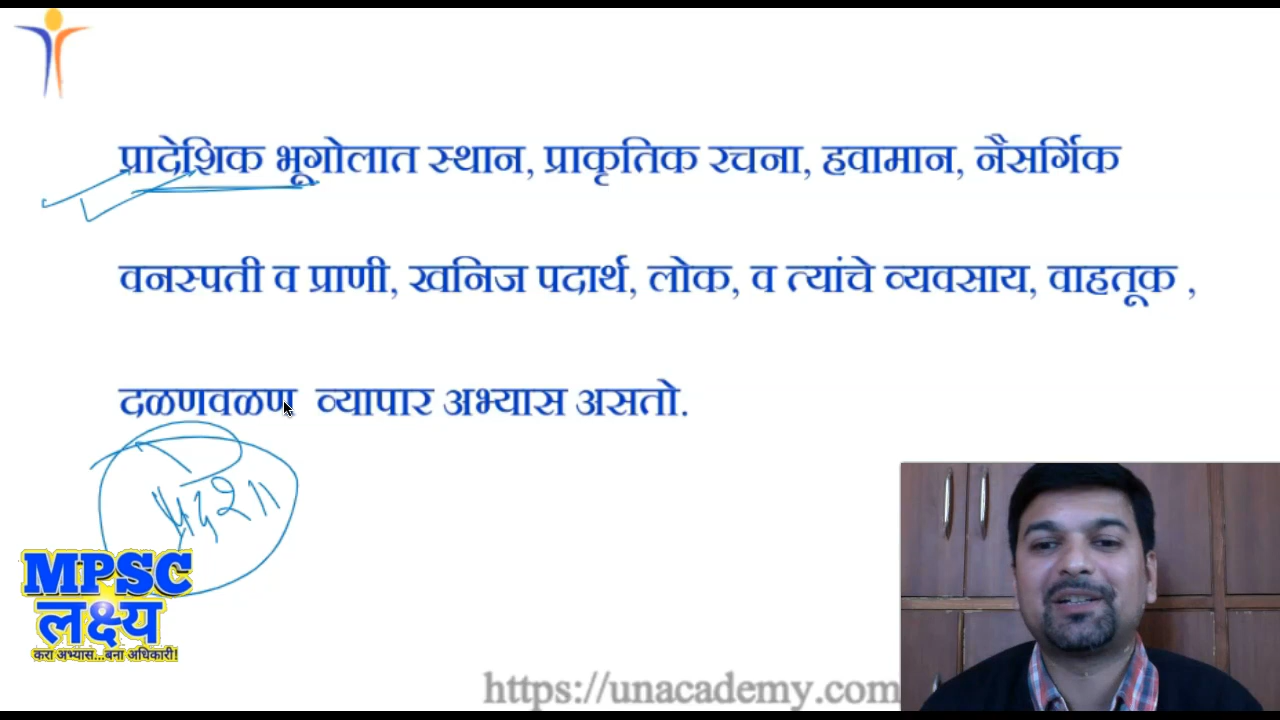 प्रादेशिक भूगोलात स्थान, प्राकृतिक रचना, हवामान, नैसर्गिक
वनस्पती व प्राणी, खनिज पदार्थ, लोक, व त्यांचे व्यवसाय, वाहतूक ,
दळणवळण व्यापार अभ्यास असतो.
प्रदेश
MPSC
लक्ष्य
करा अभ्यास...बना अधिकारी!
https://unacademy.com